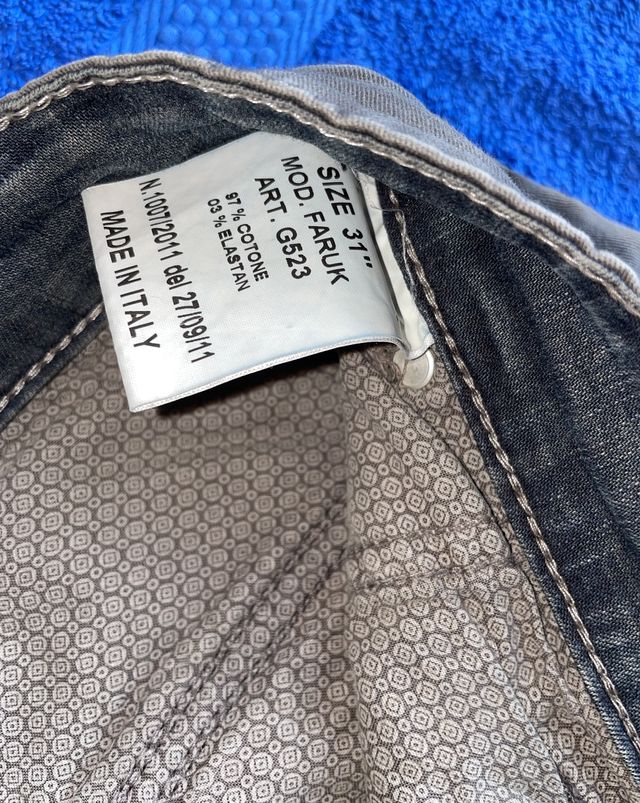 SIZE 31"
MOD. FARUK
ART. G523
97 % COTONE
03 % ELASTAN
N.1007/2011 del 27/09/11
MADE IN ITALY